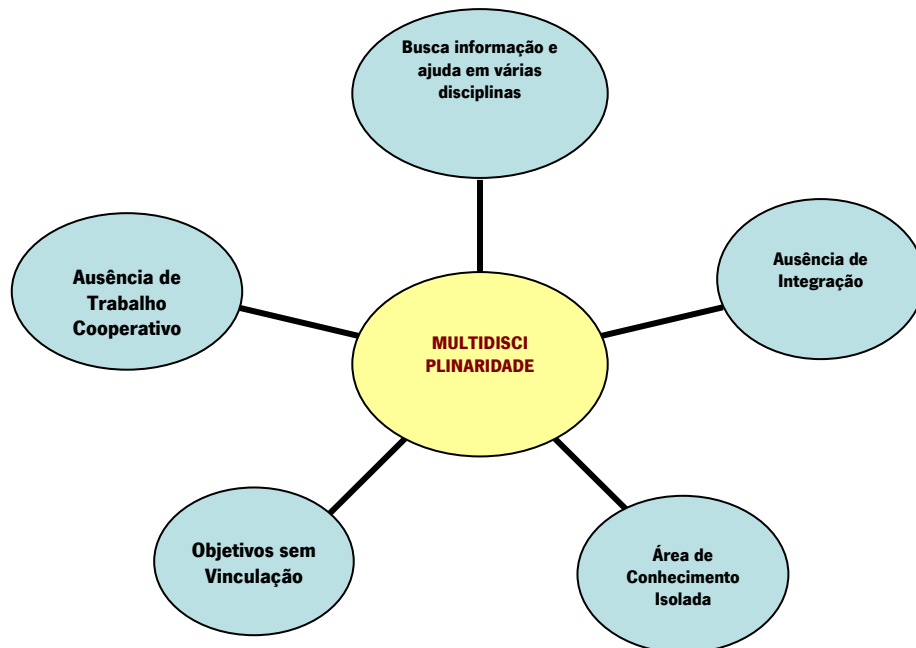 Busca informação e
ajuda em várias
disciplinas
Ausência de
Trabalho
Cooperativo
Ausência de
Integração
MULTIDISCI
PLINARIDADE
Objetivos sem
Vinculação
Área de
Conhecimento
Isolada